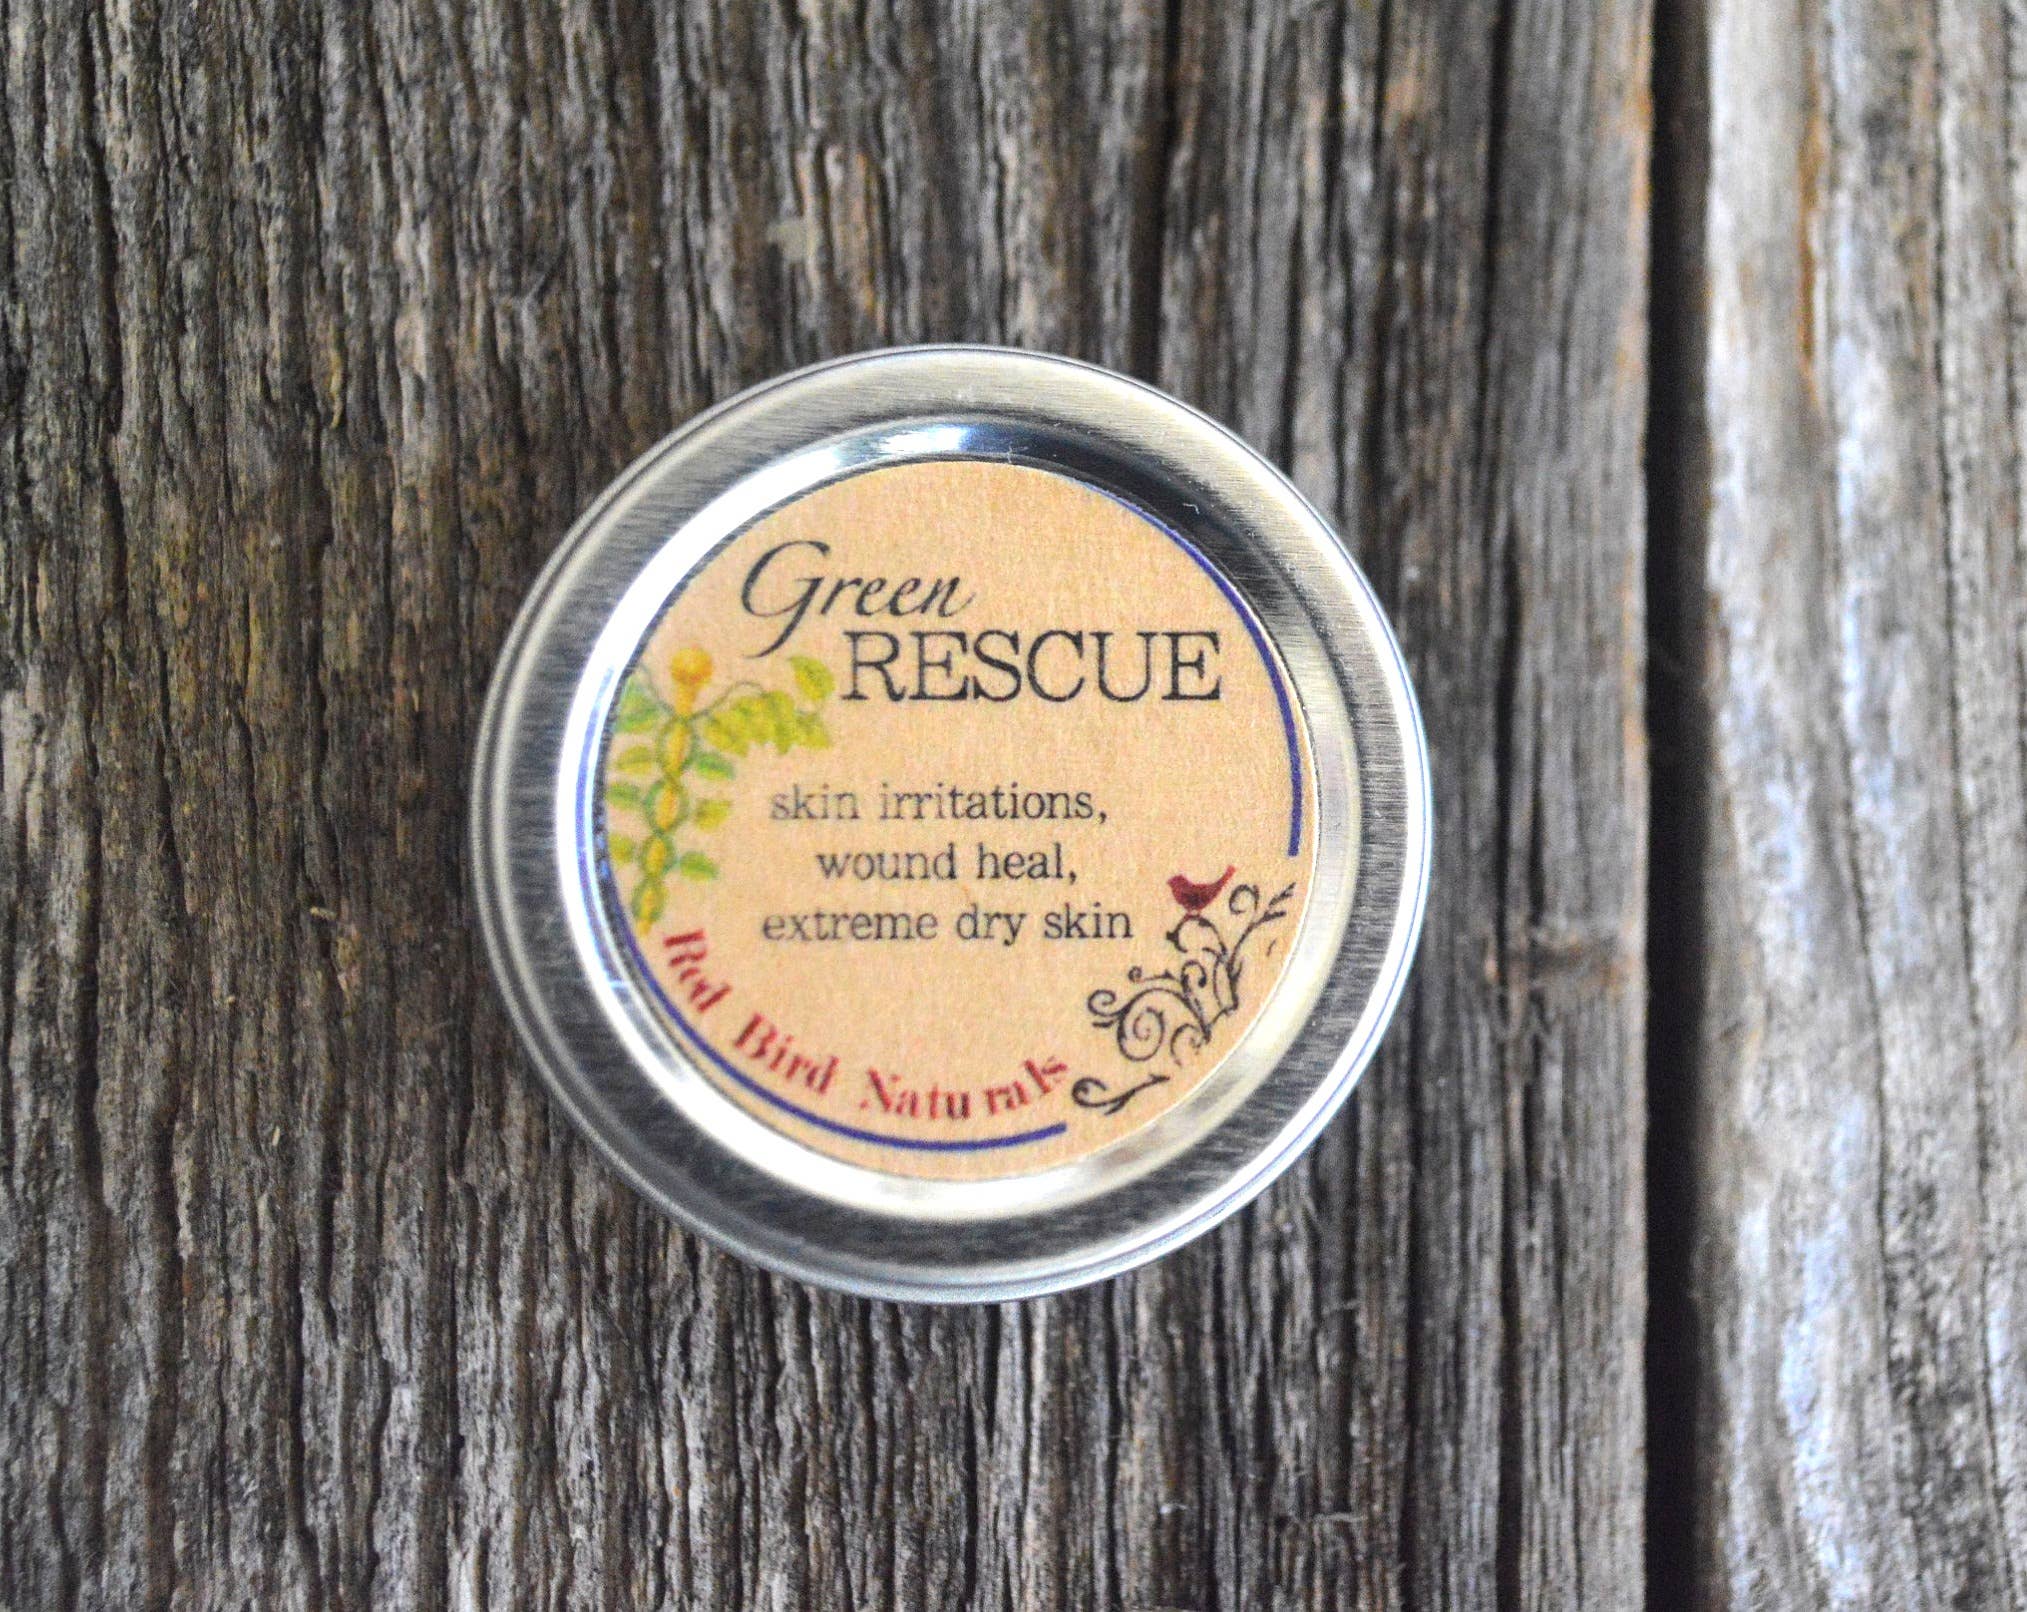 Green
RESCUE
skin irritations,
wound heal,
extreme dry skin
Red Bird Naturals